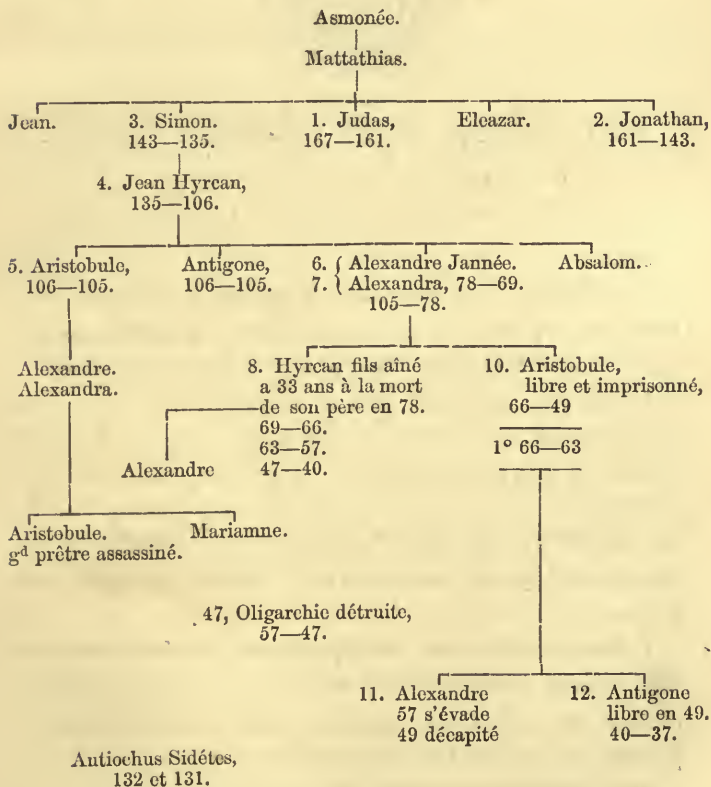 Asmonée.
Mattathias.
Jean. 3. Simon. 1. Judas, Eleazar. 2. Jonathan,
143—135. 167—161. 161—143.
4. Jean Hyrcan,
135—106.
5. Aristobule, Antigone, 6. { Alexandre Jannée. Absalom.
106—105. 106—105. 7. { Alexandra, 78—69.
105—78.
Alexandre. 8. Hyrcan fils aîné 10. Aristobule,
Alexandra. a 33 ans à la mort libre et imprisonné,
de son père en 78. 66—49
69—66.
63—57. 1° 66—63
Alexandre 47—40.
Aristobule. Mariamne.
gd prêtre assassiné.
47, Oligarchie détruite,
57—47.
11. Alexandre 12. Antigone
57 s'évade libre en 49.
49 décapité 40—37.
Autiochus Sidétes,
132 et 131.